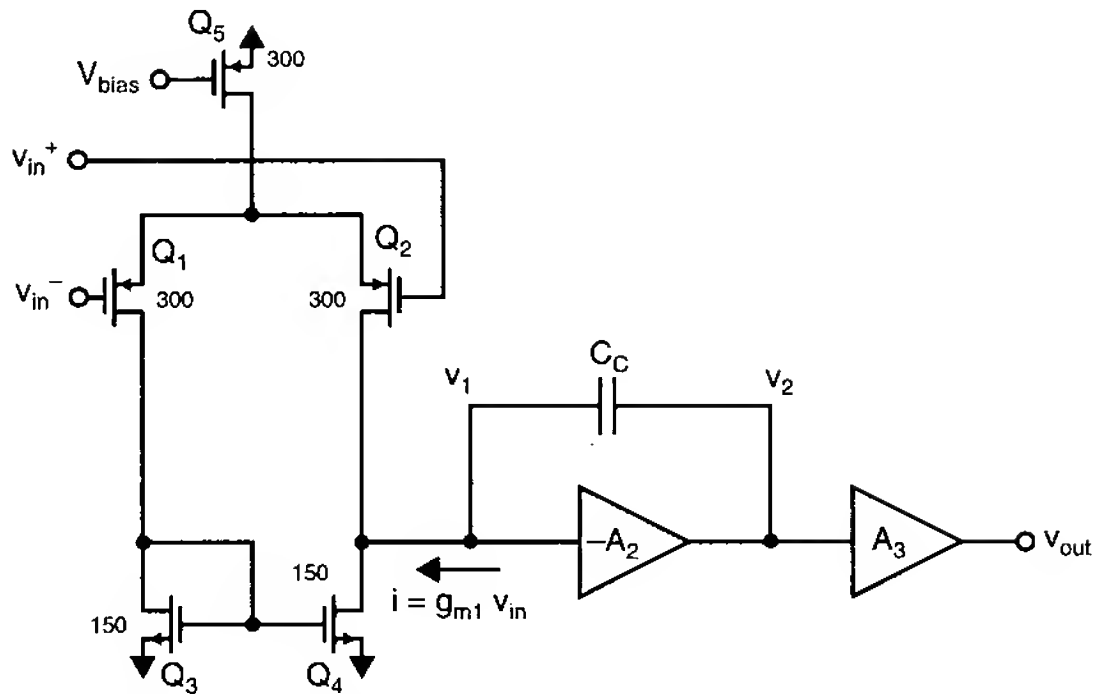 Q5
300
Vbias
vin+
Q1
Q2
vin−
300
300
CC
v1
v2
−A2
A3
vout
150
i = gm1 vin
150
Q3
Q4